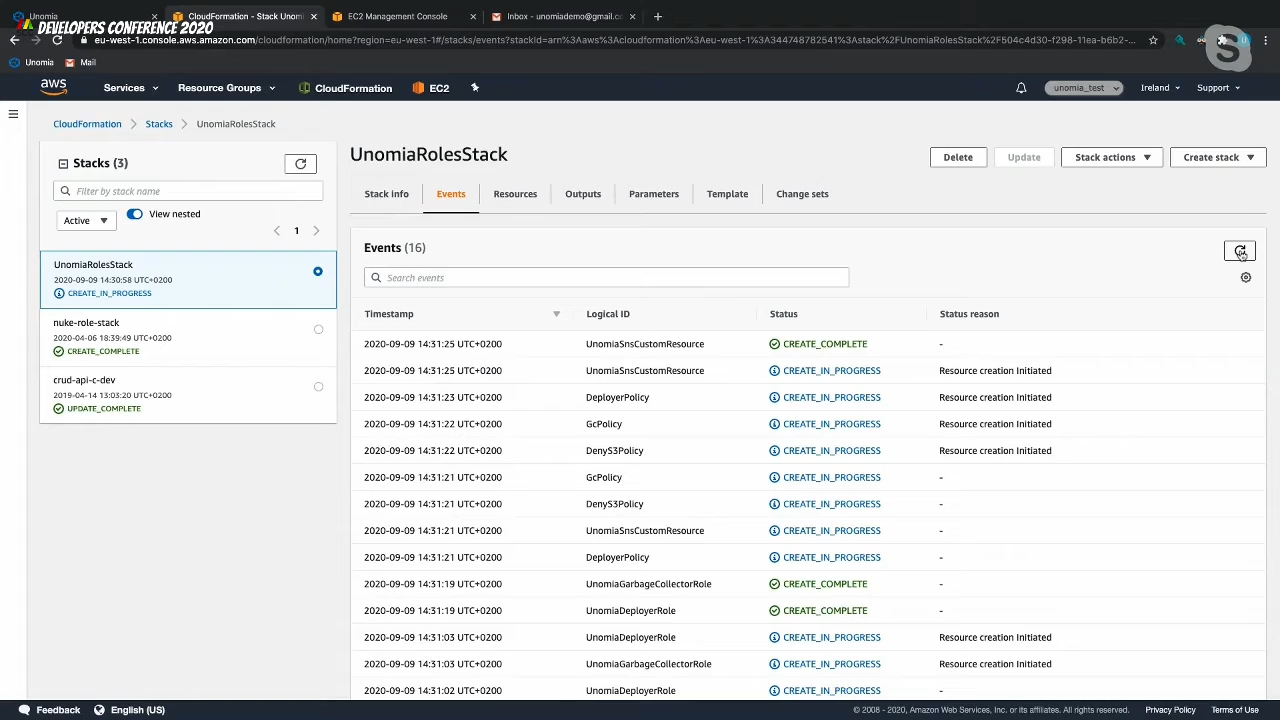 Unomia
CloudFormation - Stack Unomi
EC2 Management Console
Inbox - unomiademo@gmail.co
DEVELOPERS CONFERENCE 2020
eu-west-1.console.aws.amazon.com/cloudformation/home?region=eu-west-1#/stacks/events?stackId=arn%3Aaws%3Acloudformation%3Aeu-west-1%3A344748782541%3Astack%2FUnomiaRolesStack%2F504c4d30-f298-11ea-b6b2-...
Unomia
Mail
aws
Services
Resource Groups
CloudFormation
EC2
unomia_test
Ireland
Support
CloudFormation
Stacks
UnomiaRolesStack
Stacks (3)
Filter by stack name
Active
View nested
1
UnomiaRolesStack
2020-09-09 14:30:58 UTC+0200
CREATE_IN_PROGRESS
nuke-role-stack
2020-04-06 18:39:49 UTC+0200
CREATE_COMPLETE
crud-api-c-dev
2019-04-14 13:03:20 UTC+0200
UPDATE_COMPLETE
UnomiaRolesStack
Delete
Update
Stack actions
Create stack
Stack info
Events
Resources
Outputs
Parameters
Template
Change sets
Events (16)
Search events
Timestamp Logical ID Status Status reason
2020-09-09 14:31:25 UTC+0200 UnomiaSnsCustomResource CREATE_COMPLETE -
2020-09-09 14:31:25 UTC+0200 UnomiaSnsCustomResource CREATE_IN_PROGRESS Resource creation Initiated
2020-09-09 14:31:23 UTC+0200 DeployerPolicy CREATE_IN_PROGRESS Resource creation Initiated
2020-09-09 14:31:22 UTC+0200 GcPolicy CREATE_IN_PROGRESS Resource creation Initiated
2020-09-09 14:31:22 UTC+0200 DenyS3Policy CREATE_IN_PROGRESS Resource creation Initiated
2020-09-09 14:31:21 UTC+0200 GcPolicy CREATE_IN_PROGRESS -
2020-09-09 14:31:21 UTC+0200 DenyS3Policy CREATE_IN_PROGRESS -
2020-09-09 14:31:21 UTC+0200 UnomiaSnsCustomResource CREATE_IN_PROGRESS -
2020-09-09 14:31:21 UTC+0200 DeployerPolicy CREATE_IN_PROGRESS -
2020-09-09 14:31:19 UTC+0200 UnomiaGarbageCollectorRole CREATE_COMPLETE -
2020-09-09 14:31:19 UTC+0200 UnomiaDeployerRole CREATE_COMPLETE -
2020-09-09 14:31:03 UTC+0200 UnomiaDeployerRole CREATE_IN_PROGRESS Resource creation Initiated
2020-09-09 14:31:03 UTC+0200 UnomiaGarbageCollectorRole CREATE_IN_PROGRESS Resource creation Initiated
2020-09-09 14:31:02 UTC+0200 UnomiaDeployerRole CREATE_IN_PROGRESS -
Feedback
English (US)
© 2008 - 2020, Amazon Web Services, Inc. or its affiliates. All rights reserved.
Privacy Policy
Terms of Use